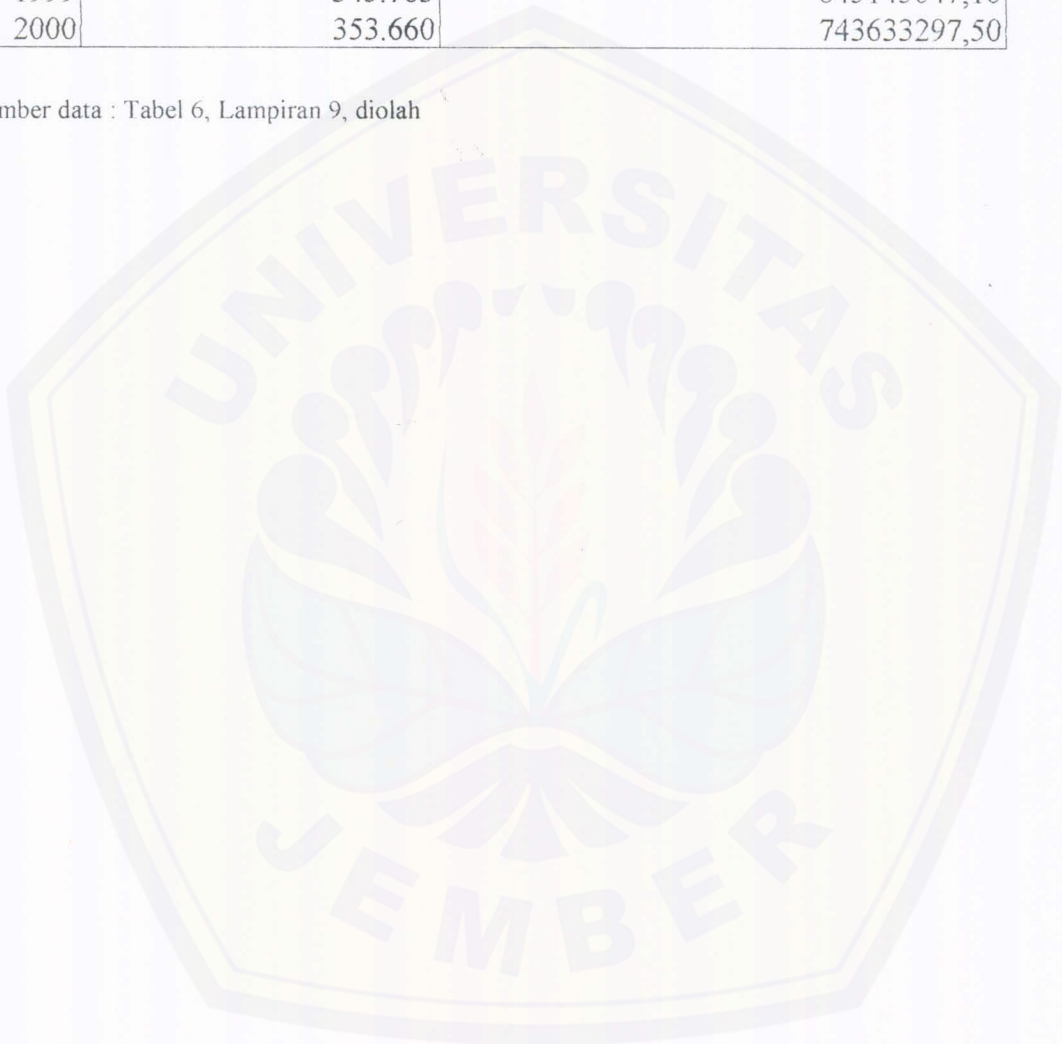 2000 353.660 743633297,50
mber data : Tabel 6, Lampiran 9, diolah
UNIVERSITAS
JEMBER